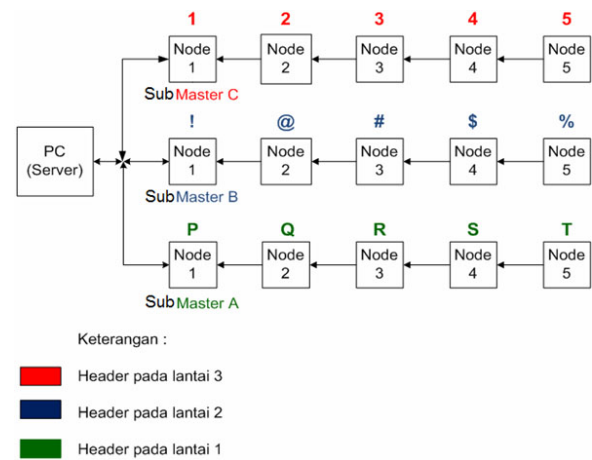 1 2 3 4 5
Node 1 Node 2 Node 3 Node 4 Node 5
Sub Master C
! @ # $ %
PC (Server)
Node 1 Node 2 Node 3 Node 4 Node 5
Sub Master B
P Q R S T
Node 1 Node 2 Node 3 Node 4 Node 5
Sub Master A
Keterangan :
Header pada lantai 3
Header pada lantai 2
Header pada lantai 1